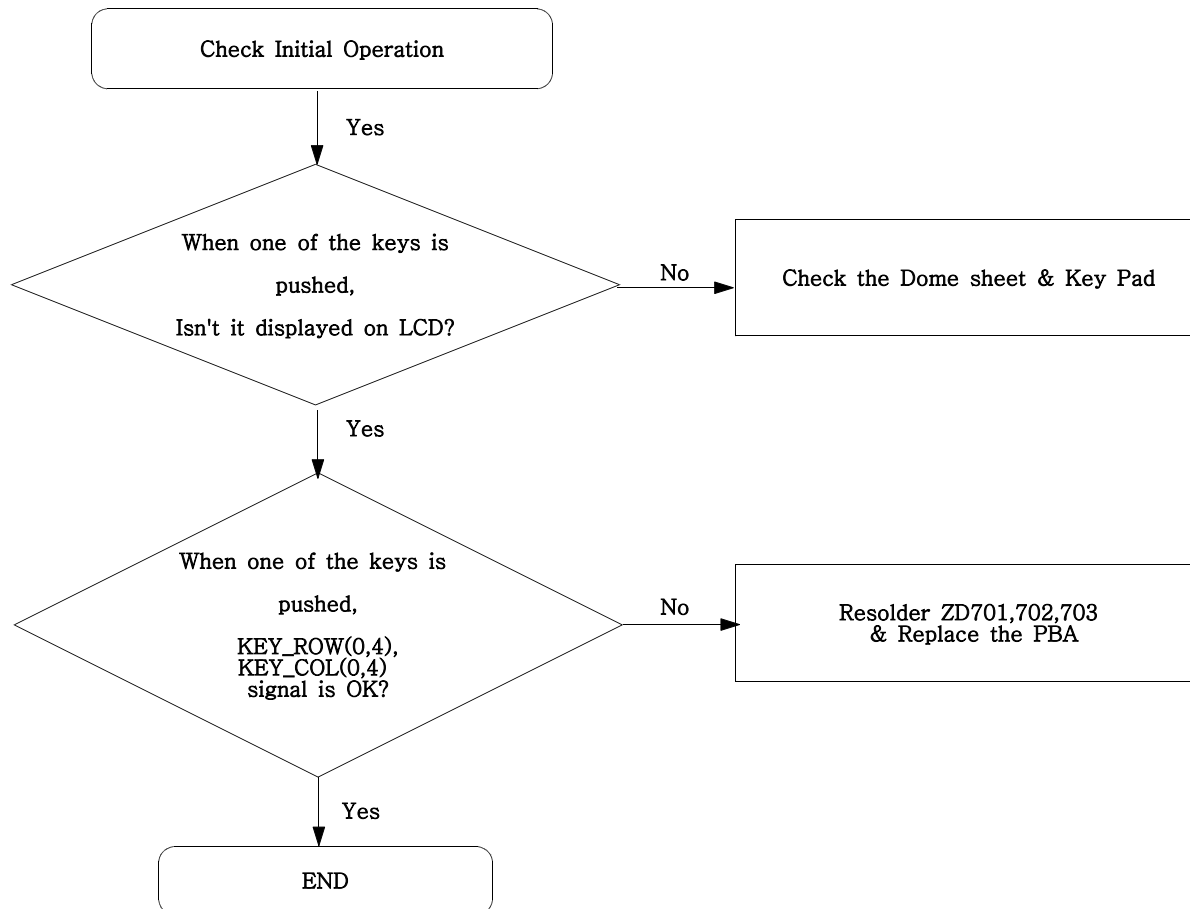 Check Initial Operation
Yes
When one of the keys is
pushed,
Isn't it displayed on LCD?
No
Check the Dome sheet & Key Pad
Yes
When one of the keys is
pushed,
KEY_ROW(0,4),
KEY_COL(0,4)
signal is OK?
No
Resolder ZD701,702,703
& Replace the PBA
Yes
END